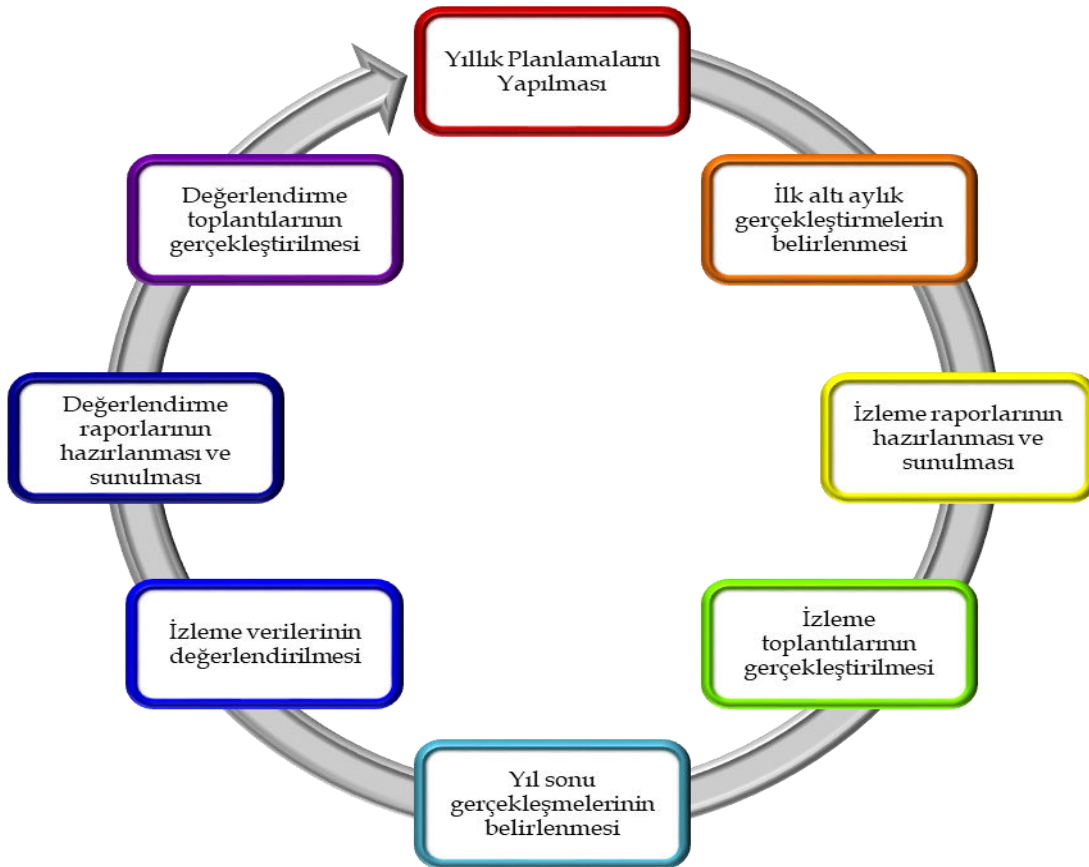 Yıllık Planlamaların
Yapılması
İlk altı aylık
gerçekleştirmelerin
belirlenmesi
İzleme raporlarının
hazırlanması ve
sunulması
İzleme
toplantılarının
gerçekleştirilmesi
Yıl sonu
gerçekleşmelerinin
belirlenmesi
İzleme verilerinin
değerlendirilmesi
Değerlendirme
raporlarının
hazırlanması ve
sunulması
Değerlendirme
toplantılarının
gerçekleştirilmesi